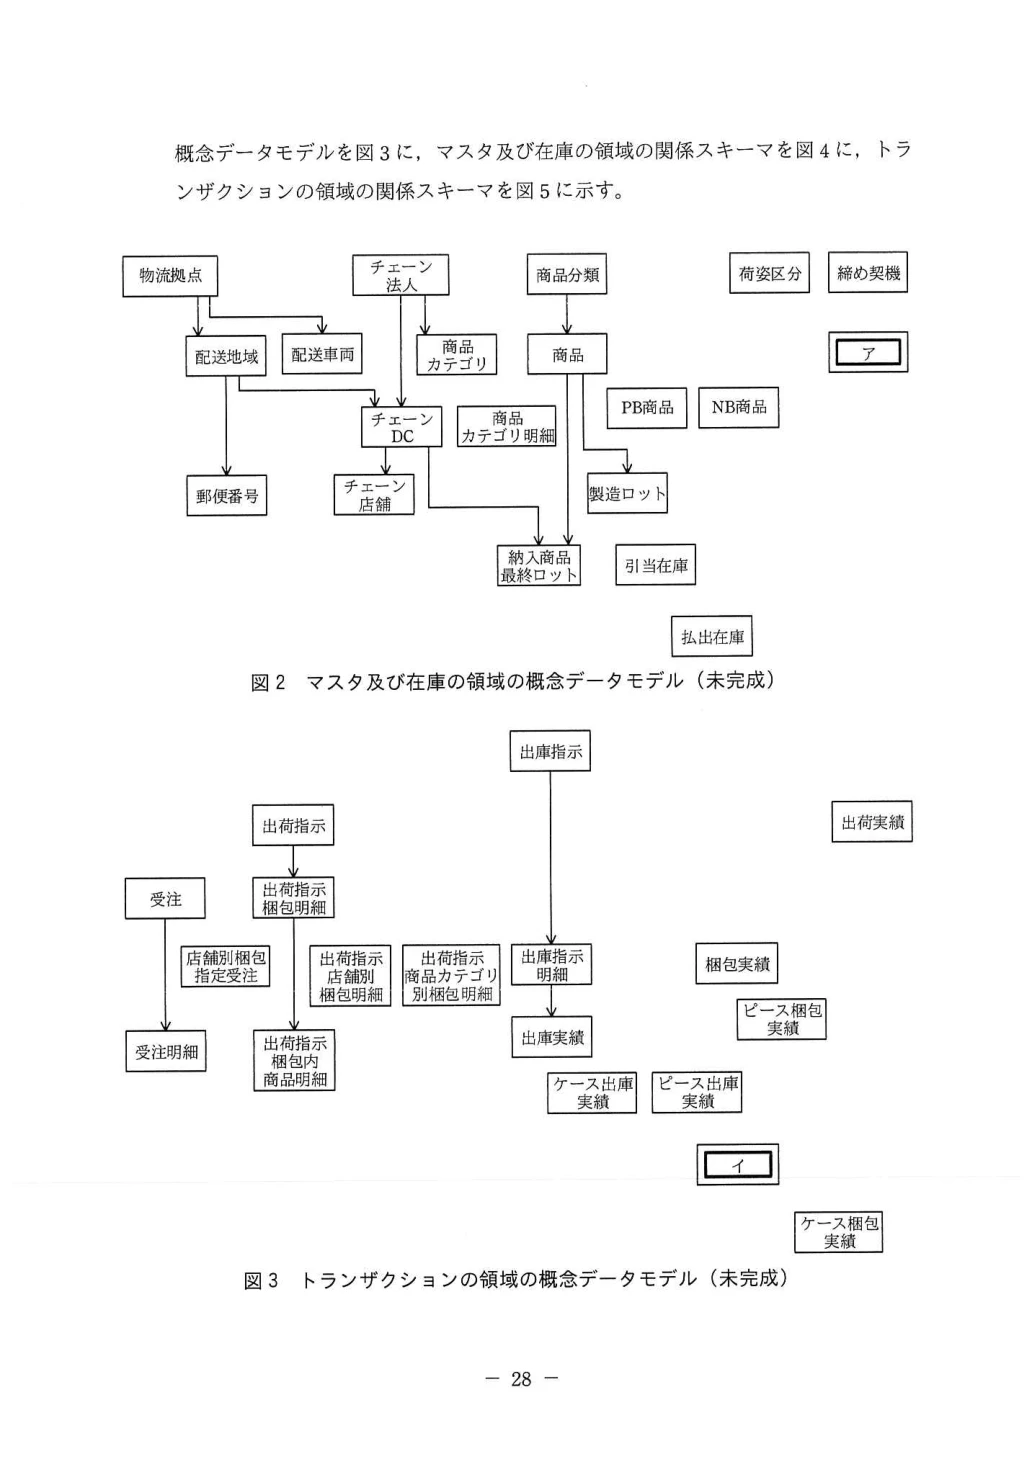 概念データモデルを図3に，マスタ及び在庫の領域の関係スキーマを図4に，トラ
ンザクションの領域の関係スキーマを図5に示す。
物流拠点
チェーン
法人
商品分類
荷姿区分
締め契機
配送地域
配送車両
商品
カテゴリ
商品
ア
チェーン
DC
商品
カテゴリ明細
PB商品
NB商品
郵便番号
チェーン
店舗
製造ロット
納入商品
最終ロット
引当在庫
払出在庫
図2　マスタ及び在庫の領域の概念データモデル（未完成）
出庫指示
出荷指示
出荷実績
受注
出荷指示
梱包明細
店舗別梱包
指定受注
出荷指示
店舗別
梱包明細
出荷指示
商品カテゴリ
別梱包明細
出庫指示
明細
梱包実績
ピース梱包
実績
受注明細
出荷指示
梱包内
商品明細
出庫実績
ケース出庫
実績
ピース出庫
実績
イ
ケース梱包
実績
図3　トランザクションの領域の概念データモデル（未完成）
－ 28 －